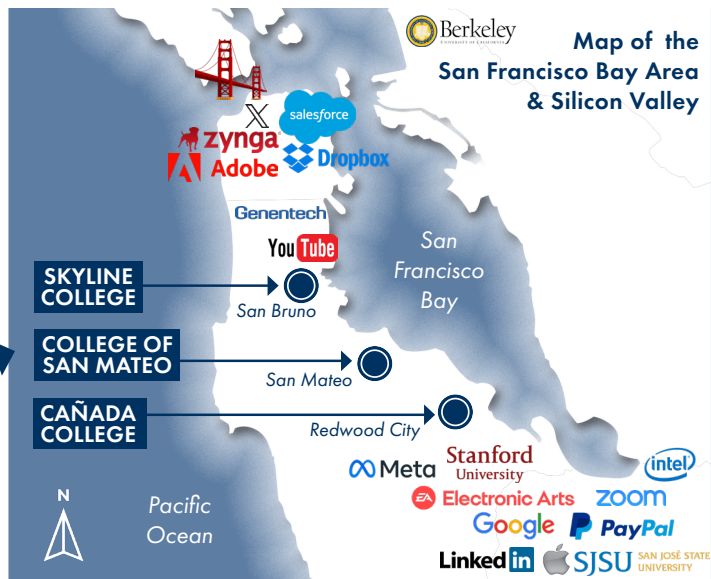 Berkeley
UNIVERSITY OF CALIFORNIA
Map of the
San Francisco Bay Area
& Silicon Valley
X
salesforce
zynga
Dropbox
Adobe
Genentech
YouTube
San
Francisco
Bay
SKYLINE
COLLEGE
San Bruno
COLLEGE OF
SAN MATEO
San Mateo
CAÑADA
COLLEGE
Redwood City
Stanford
University
Meta
intel
EA Electronic Arts
zoom
Google
PayPal
LinkedIn
SJSU SAN JOSÉ STATE
UNIVERSITY
N
Pacific
Ocean